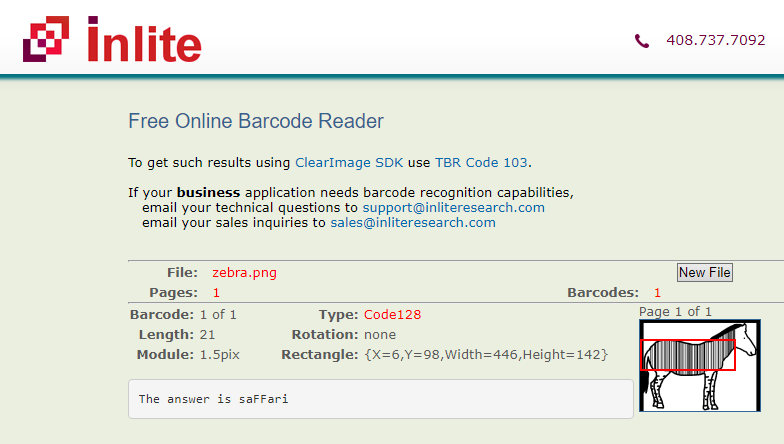 inlite
408.737.7092
Free Online Barcode Reader
To get such results using ClearImage SDK use TBR Code 103.
If your business application needs barcode recognition capabilities,
email your technical questions to support@inliteresearch.com
email your sales inquiries to sales@inliteresearch.com
File: zebra.png New File
Pages: 1 Barcodes: 1
Barcode: 1 of 1 Type: Code128 Page 1 of 1
Length: 21 Rotation: none
Module: 1.5pix Rectangle: {X=6,Y=98,Width=446,Height=142}
The answer is saFFari